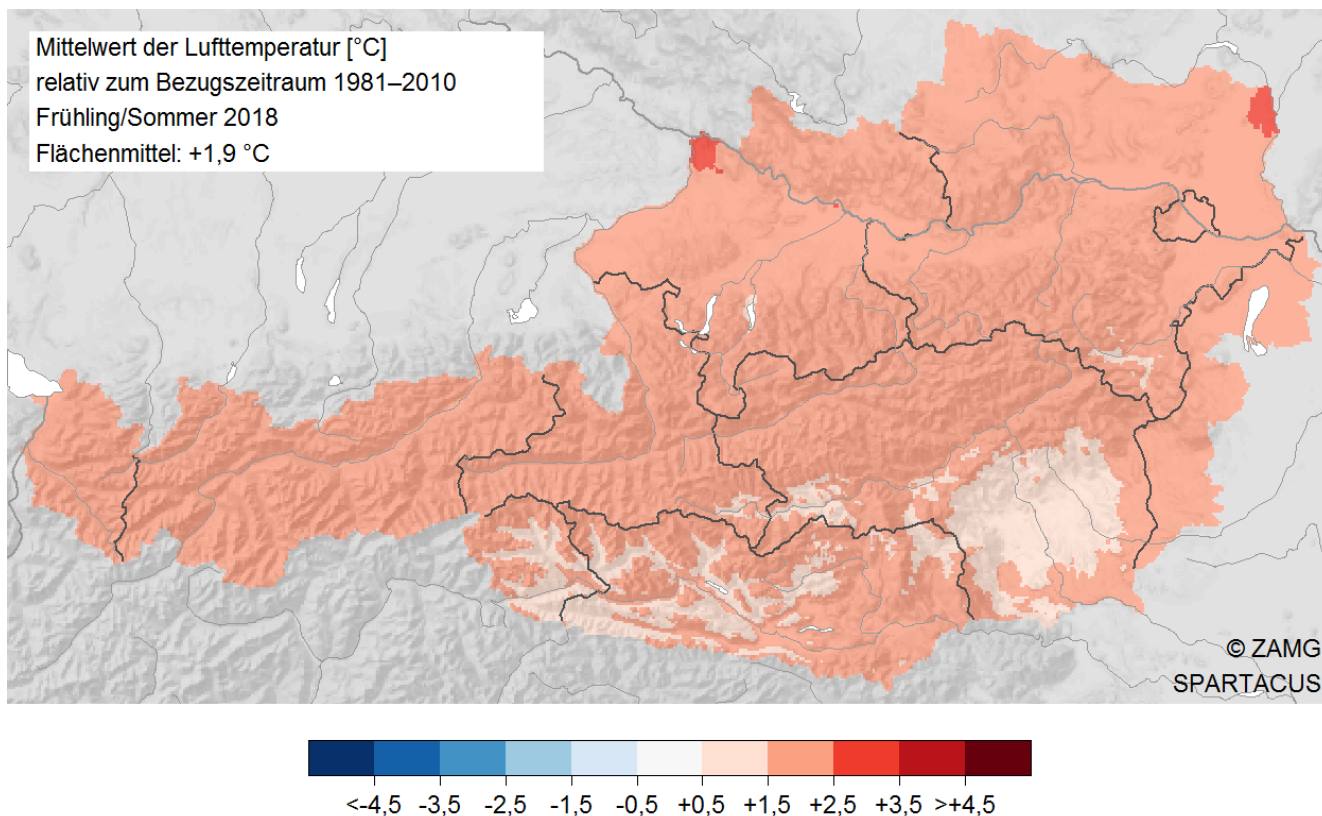 Mittelwert der Lufttemperatur [°C]
relativ zum Bezugszeitraum 1981–2010
Frühling/Sommer 2018
Flächenmittel: +1,9 °C
© ZAMG
SPARTACUS
<-4,5 -3,5 -2,5 -1,5 -0,5 +0,5 +1,5 +2,5 +3,5 >+4,5